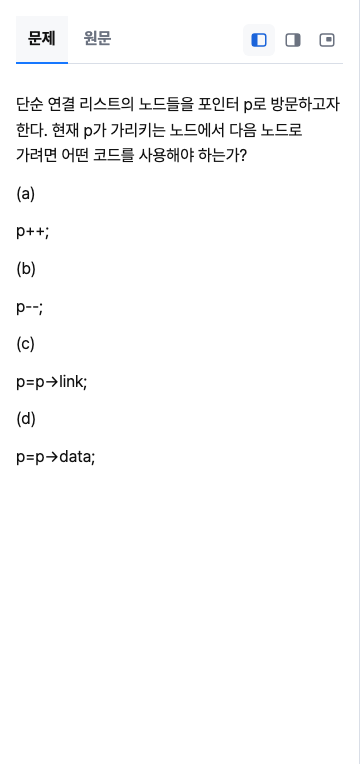 문제 원문
단순 연결 리스트의 노드들을 포인터 p로 방문하고자
한다. 현재 p가 가리키는 노드에서 다음 노드로
가려면 어떤 코드를 사용해야 하는가?
(a)
p++;
(b)
p--;
(c)
p=p→link;
(d)
p=p→data;